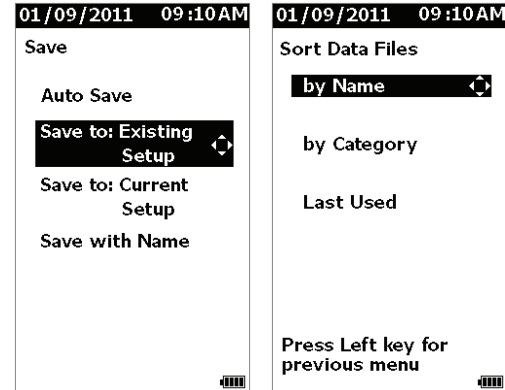 01/09/2011 09:10AM
Save
Auto Save
Save to: Existing
Setup
Save to: Current
Setup
Save with Name
01/09/2011 09:10AM
Sort Data Files
by Name
by Category
Last Used
Press Left key for
previous menu